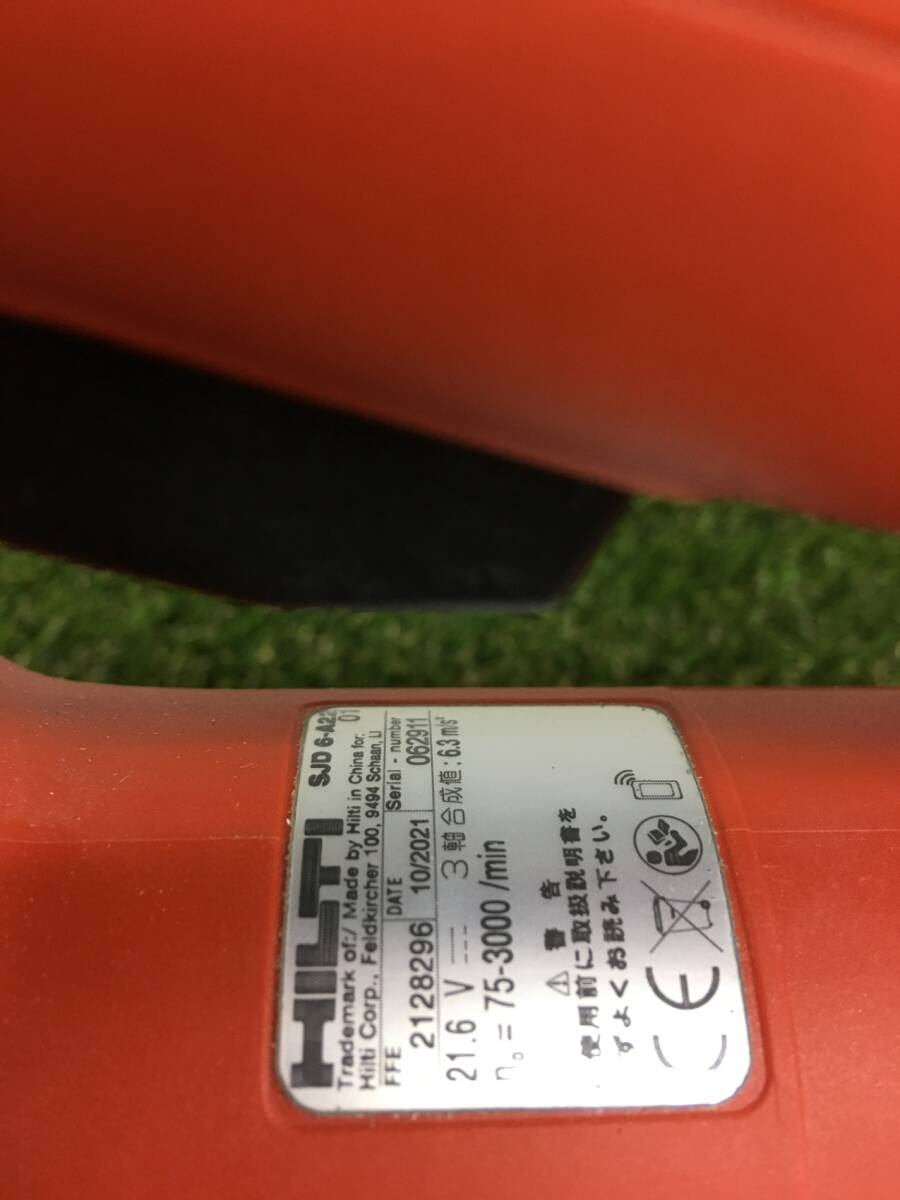 HILTI SJD 6-A22
01
Trademark of:/ Made by Hilti in China for:
Hilti Corp., Feldkircher 100, 9494 Schaan, LI
FFE DATE Serial - number
2128296 10/2021 062911
21.6 V 3軸合成値: 6.3 m/s²
n₀ = 75-3000 /min
警告
使用前に取扱説明書を
ずよくお読み下さい。
CE